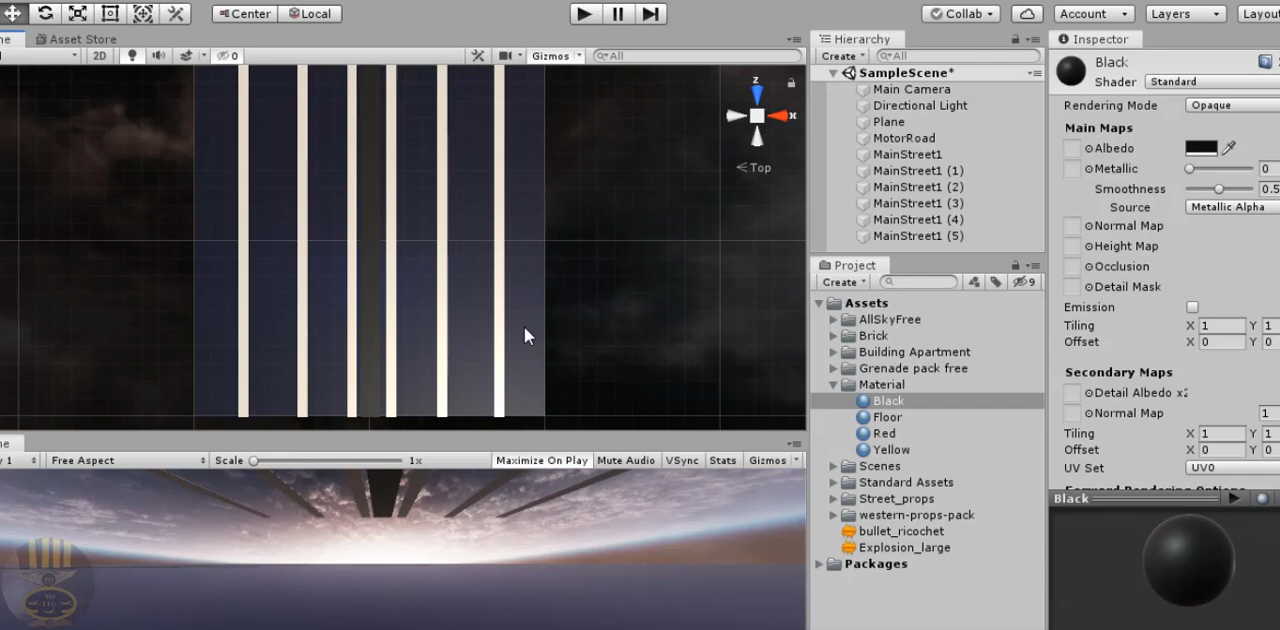 Center Local Collab Account Layers Layou
ne Asset Store
2D 0 Gizmos All
z
x
Top
Hierarchy
Create All
SampleScene*
Main Camera
Directional Light
Plane
MotorRoad
MainStreet1
MainStreet1 (1)
MainStreet1 (2)
MainStreet1 (3)
MainStreet1 (4)
MainStreet1 (5)
Project
Create 9
Assets
AllSkyFree
Brick
Building Apartment
Grenade pack free
Material
Black
Floor
Red
Yellow
Scenes
Standard Assets
Street_props
western-props-pack
bullet_ricochet
Explosion_large
Packages
Inspector
Black
Shader Standard
Rendering Mode Opaque
Main Maps
Albedo
Metallic 0
Smoothness 0.5
Source Metallic Alpha
Normal Map
Height Map
Occlusion
Detail Mask
Emission
Tiling X 1 Y 1
Offset X 0 Y 0
Secondary Maps
Detail Albedo x2
Normal Map 1
Tiling X 1 Y 1
Offset X 0 Y 0
UV Set UV0
Black
ne
y 1 Free Aspect Scale 1x Maximize On Play Mute Audio VSync Stats Gizmos